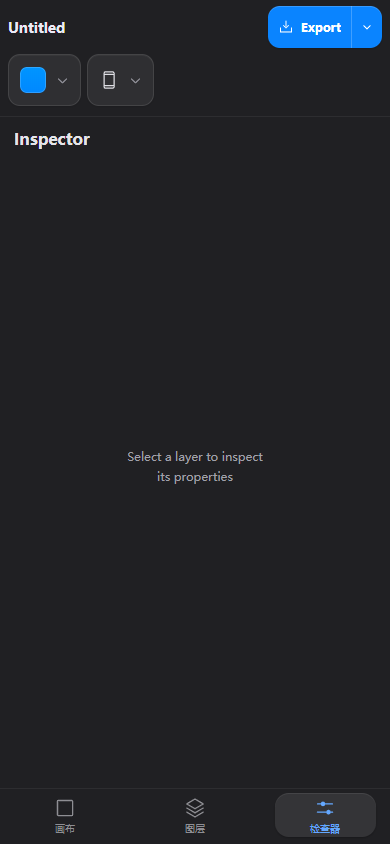 Untitled
Export
Inspector
Select a layer to inspect
its properties
画布
图层
检查器